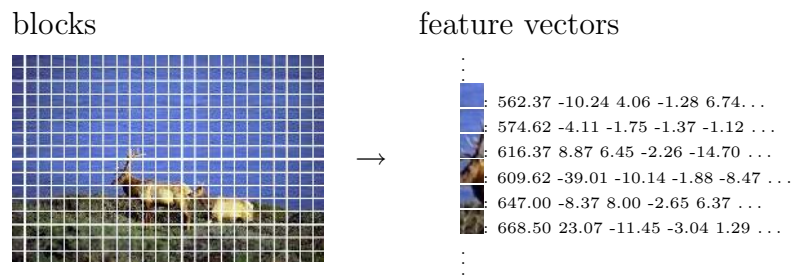 blocks
feature vectors
⋮
: 562.37 -10.24 4.06 -1.28 6.74...
: 574.62 -4.11 -1.75 -1.37 -1.12 ...
→ : 616.37 8.87 6.45 -2.26 -14.70 ...
: 609.62 -39.01 -10.14 -1.88 -8.47 ...
: 647.00 -8.37 8.00 -2.65 6.37 ...
: 668.50 23.07 -11.45 -3.04 1.29 ...
⋮